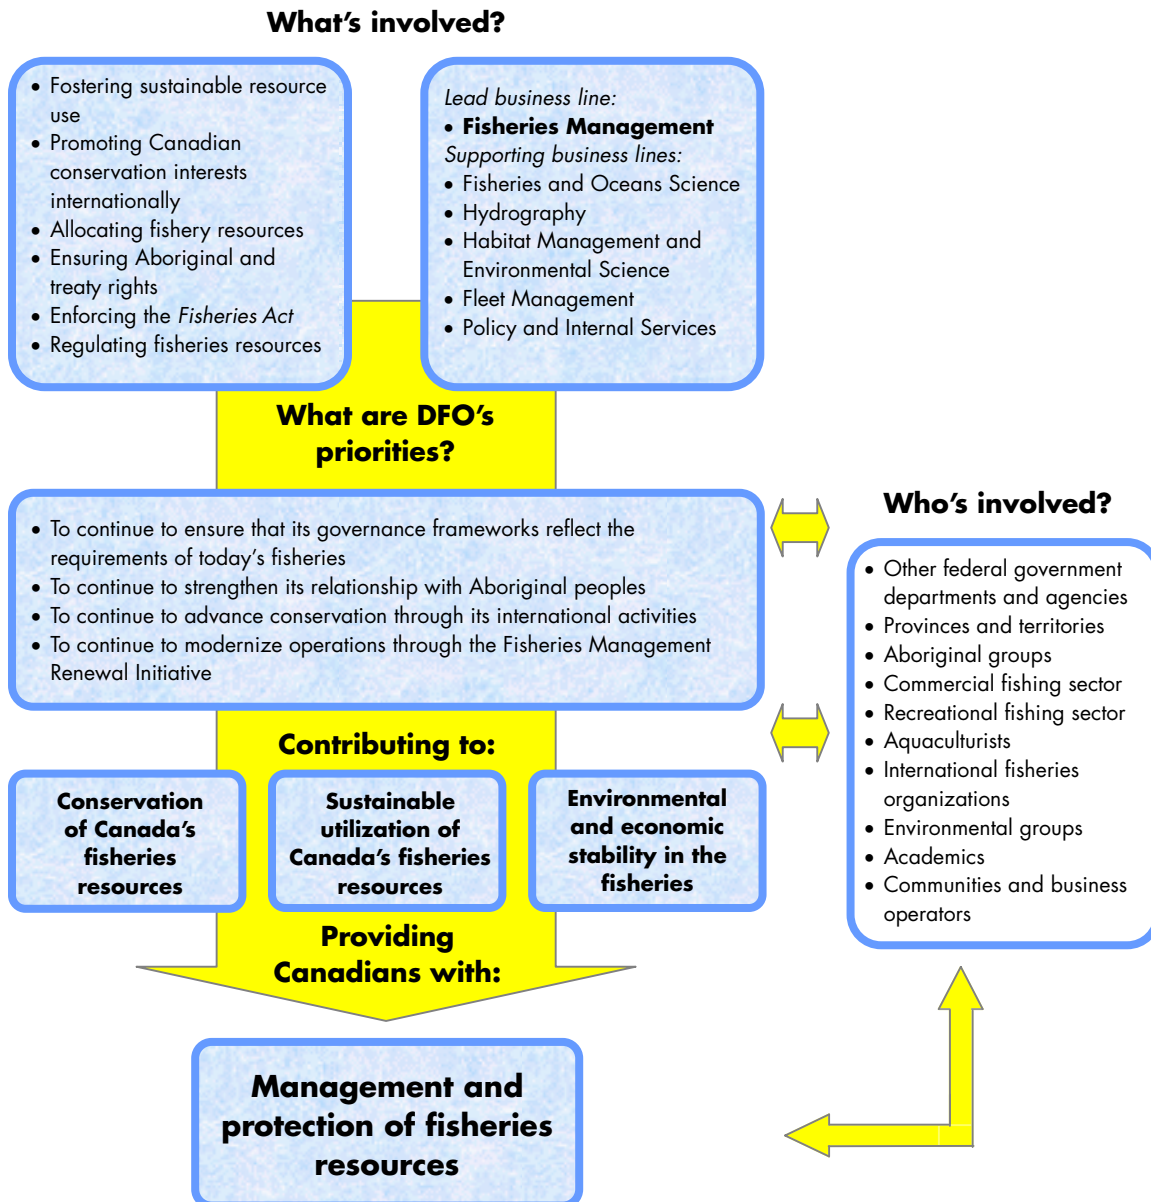 What's involved?
• Fostering sustainable resource
use
• Promoting Canadian
conservation interests
internationally
• Allocating fishery resources
• Ensuring Aboriginal and
treaty rights
• Enforcing the Fisheries Act
• Regulating fisheries resources
Lead business line:
• Fisheries Management
Supporting business lines:
• Fisheries and Oceans Science
• Hydrography
• Habitat Management and
Environmental Science
• Fleet Management
• Policy and Internal Services
What are DFO's
priorities?
• To continue to ensure that its governance frameworks reflect the
requirements of today's fisheries
• To continue to strengthen its relationship with Aboriginal peoples
• To continue to advance conservation through its international activities
• To continue to modernize operations through the Fisheries Management
Renewal Initiative
Who's involved?
• Other federal government
departments and agencies
• Provinces and territories
• Aboriginal groups
• Commercial fishing sector
• Recreational fishing sector
• Aquaculturists
• International fisheries
organizations
• Environmental groups
• Academics
• Communities and business
operators
Contributing to:
Conservation
of Canada's
fisheries
resources
Sustainable
utilization of
Canada's fisheries
resources
Environmental
and economic
stability in the
fisheries
Providing
Canadians with:
Management and
protection of fisheries
resources